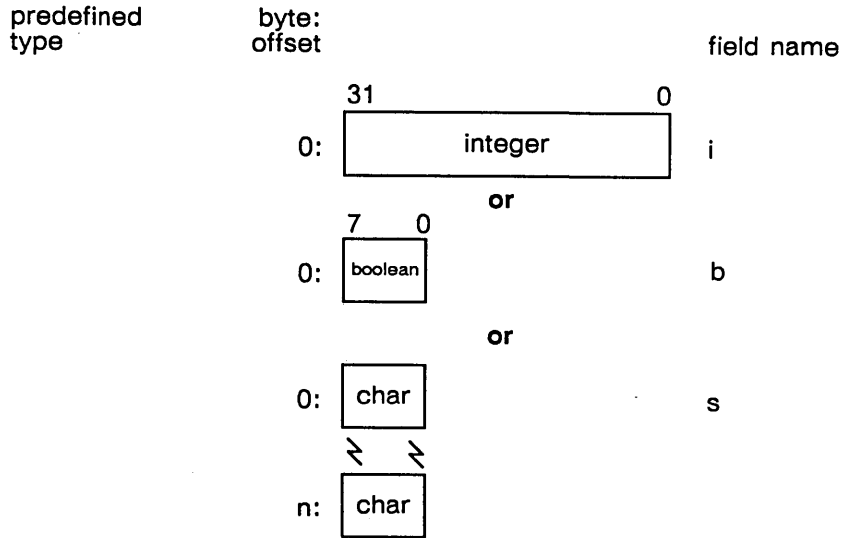 predefined type
byte: offset
field name
31 0
0: integer i
or
7 0
0: boolean b
or
0: char s
n: char